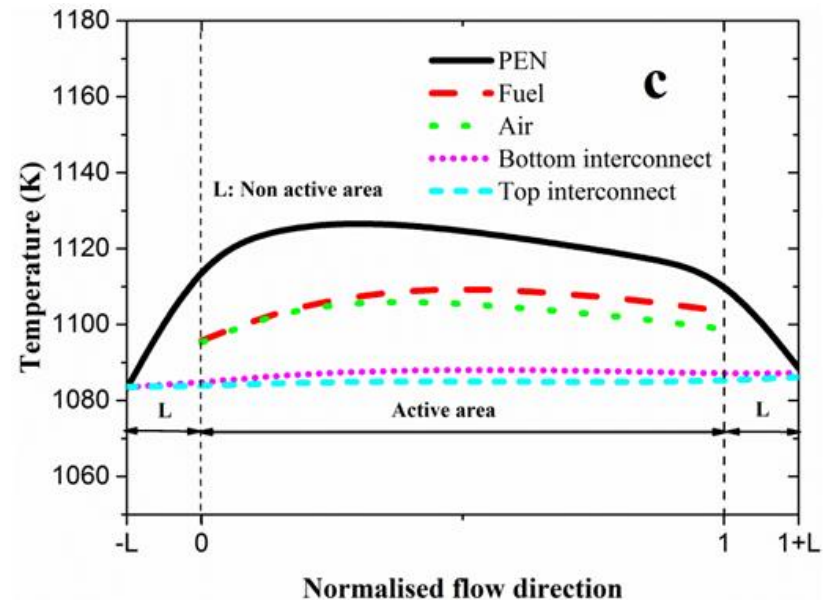 1180
1160
1140
1120
1100
1080
1060
Temperature (K)
PEN
Fuel
Air
Bottom interconnect
Top interconnect
c
L: Non active area
L
Active area
L
-L
0
1
1+L
Normalised flow direction